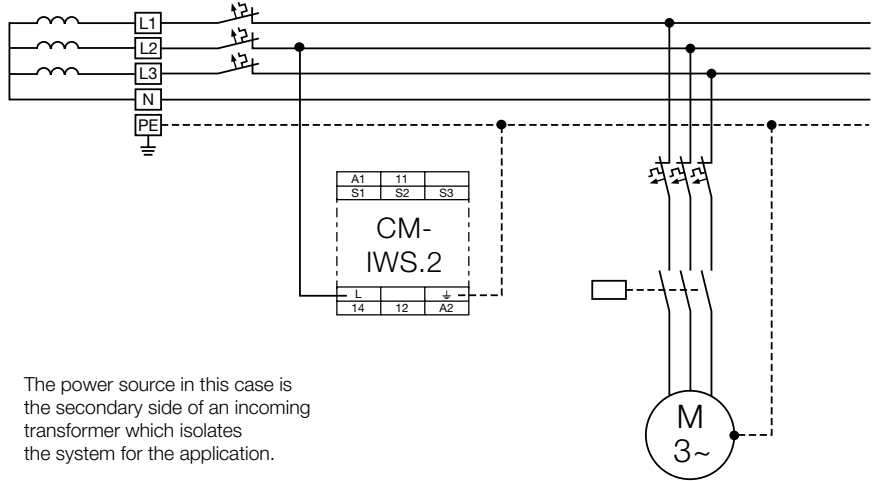 L1
L2
L3
N
PE
A1 11
S1 S2 S3
CM-
IWS.2
L
14 12 A2
M
3~
The power source in this case is
the secondary side of an incoming
transformer which isolates
the system for the application.